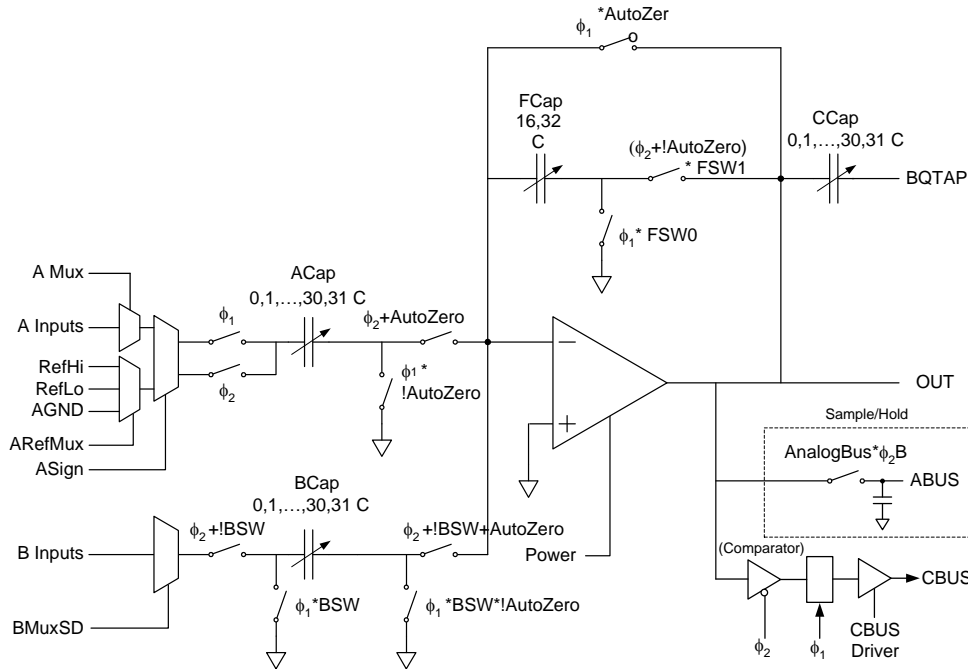 ϕ1 *AutoZer
o
FCap
16,32
C
(ϕ2+!AutoZero)
* FSW1
CCap
0,1,…,30,31 C
BQTAP
ϕ1* FSW0
A Mux
ACap
0,1,…,30,31 C
ϕ2+AutoZero
A Inputs
ϕ1
RefHi
RefLo
AGND
ϕ2
ϕ1 *
!AutoZero
OUT
ARefMux
ASign
Sample/Hold
AnalogBus*ϕ2B
ABUS
BCap
0,1,…,30,31 C
B Inputs
ϕ2+!BSW
ϕ2+!BSW+AutoZero
Power
(Comparator)
CBUS
ϕ1*BSW
ϕ1 *BSW*!AutoZero
BMuxSD
ϕ2
ϕ1
CBUS
Driver